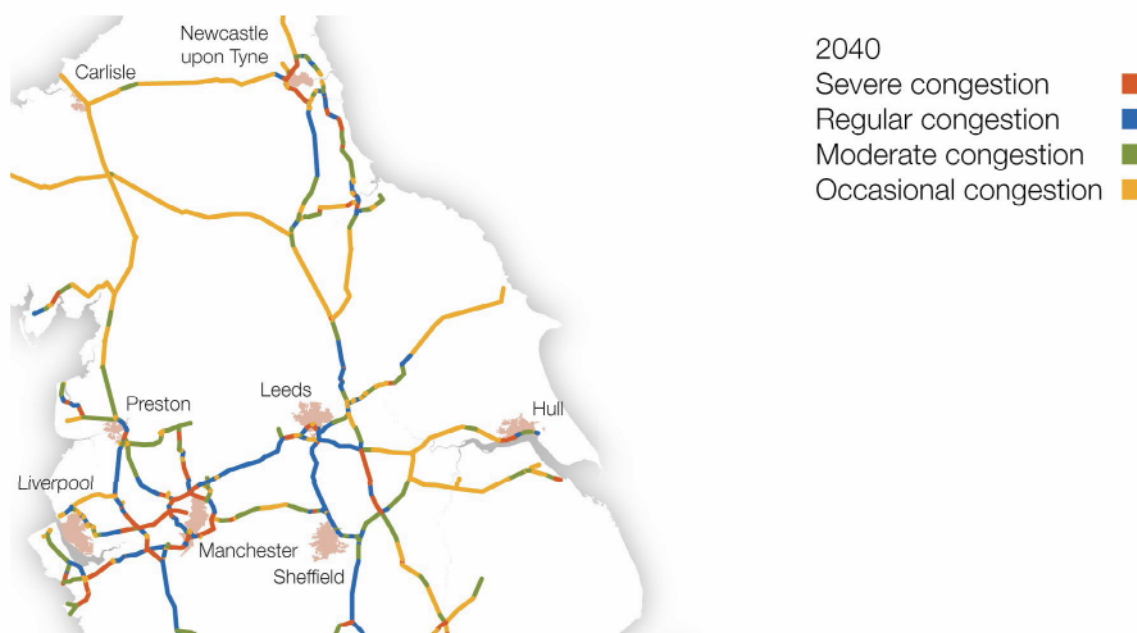 Newcastle
upon Tyne
Carlisle
Preston
Leeds
Hull
Liverpool
Manchester
Sheffield
2040
Severe congestion
Regular congestion
Moderate congestion
Occasional congestion